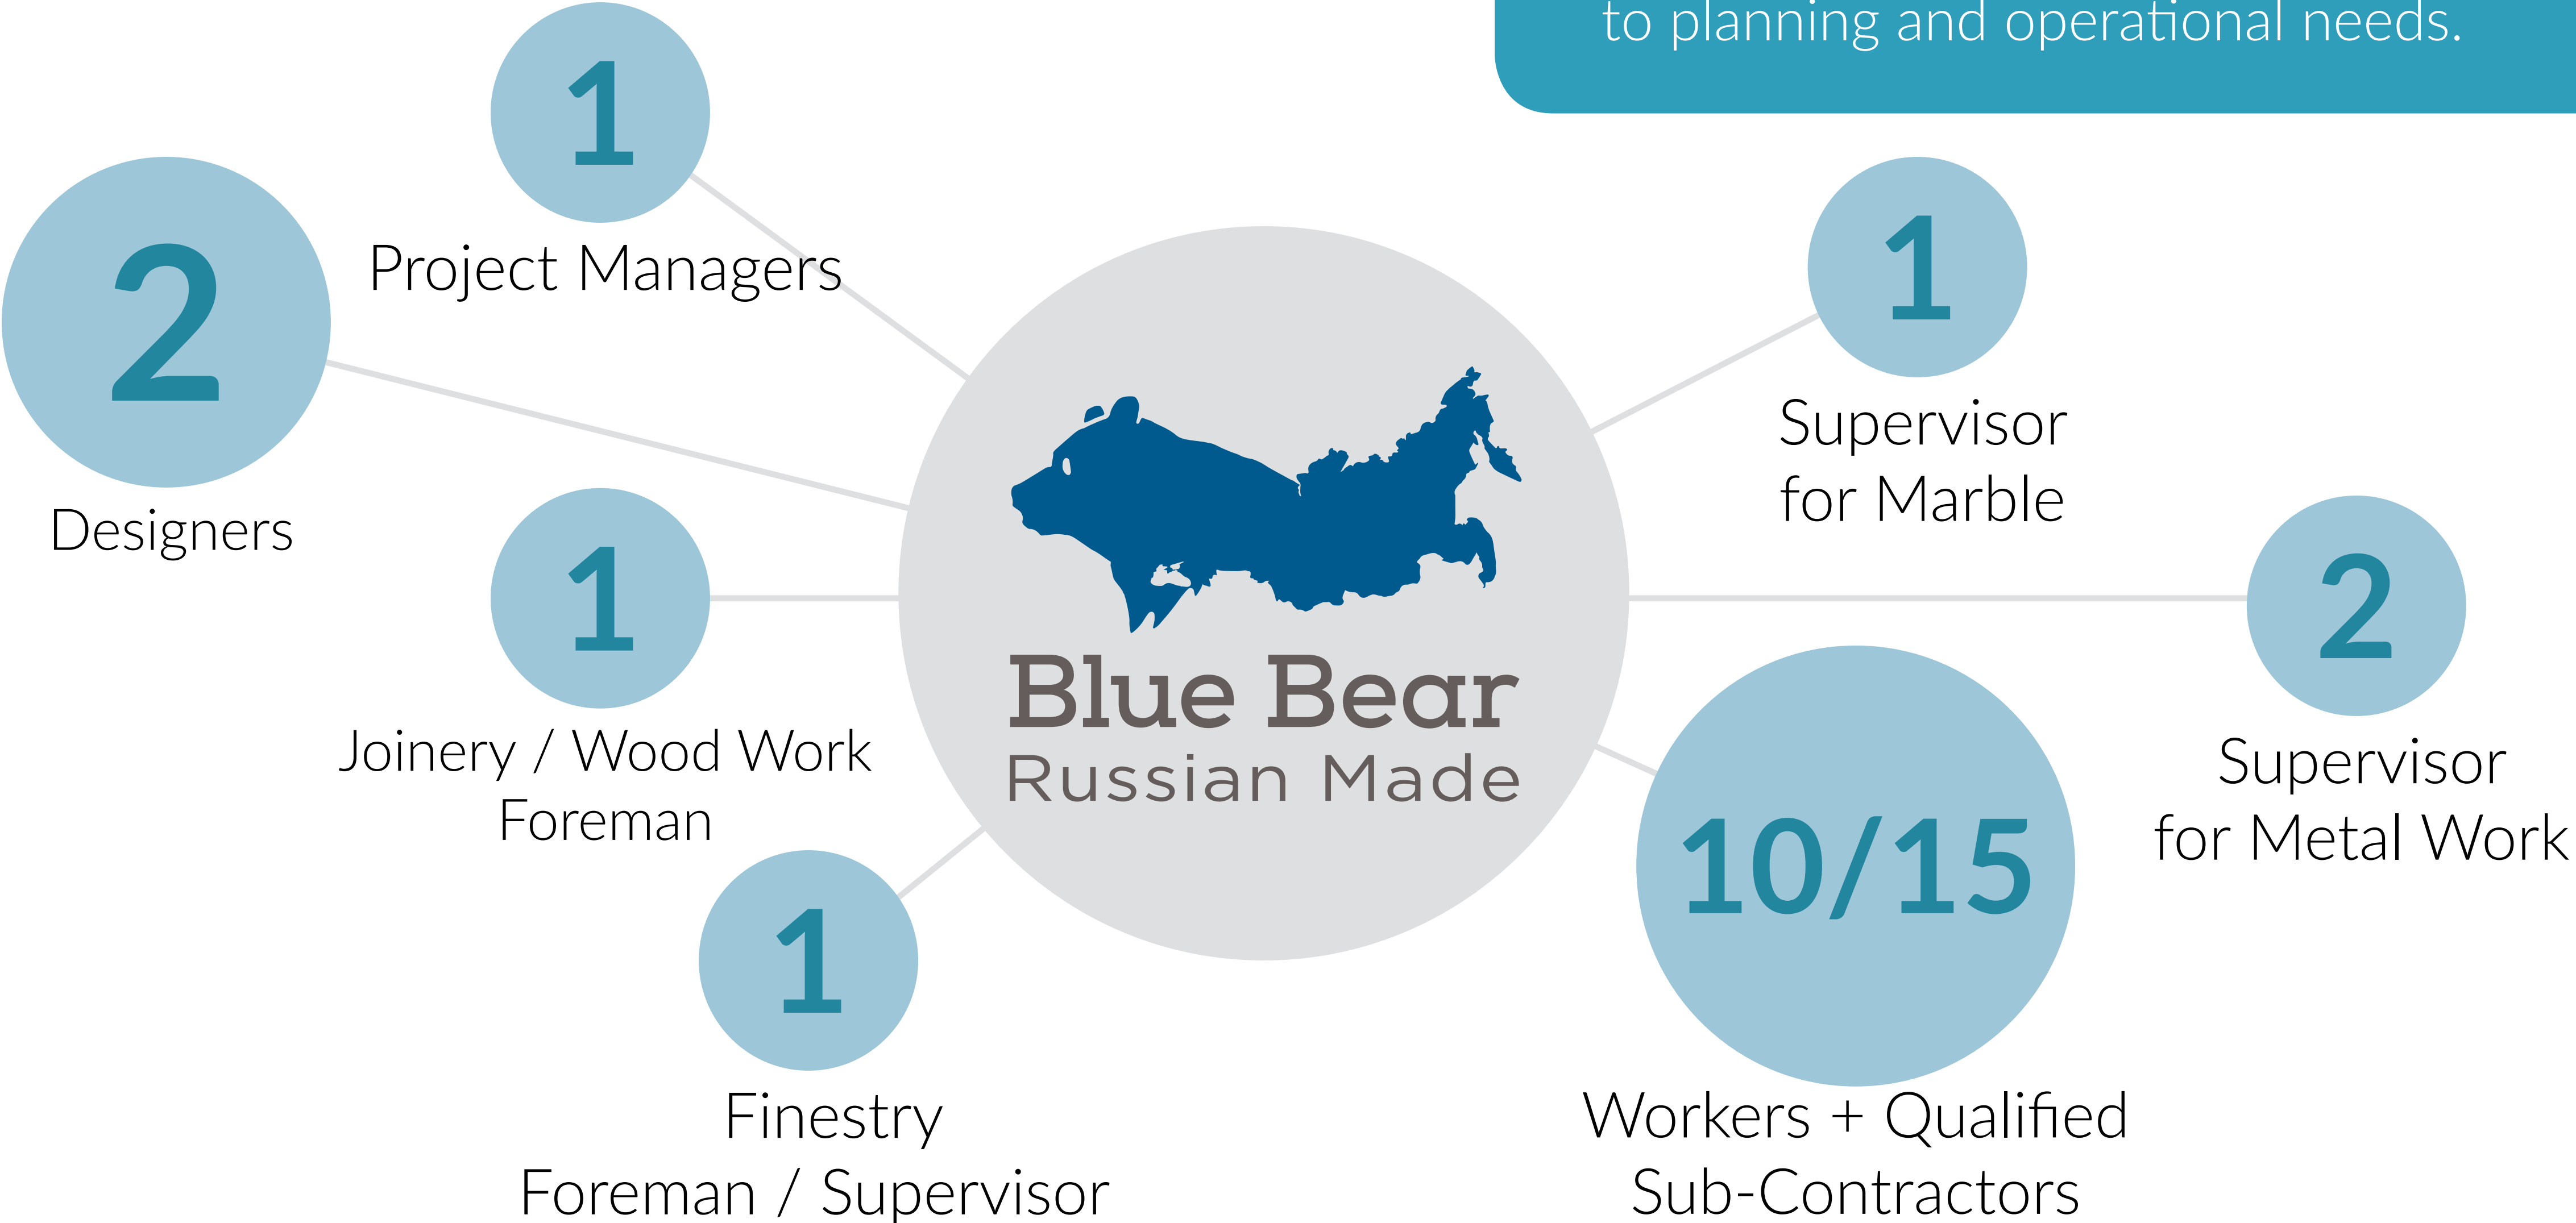 to planning and operational needs.
1
Project Managers
2
Designers
1
Joinery / Wood Work
Foreman
1
Finestry
Foreman / Supervisor
Blue Bear
Russian Made
1
Supervisor
for Marble
2
Supervisor
for Metal Work
10/15
Workers + Qualified
Sub-Contractors